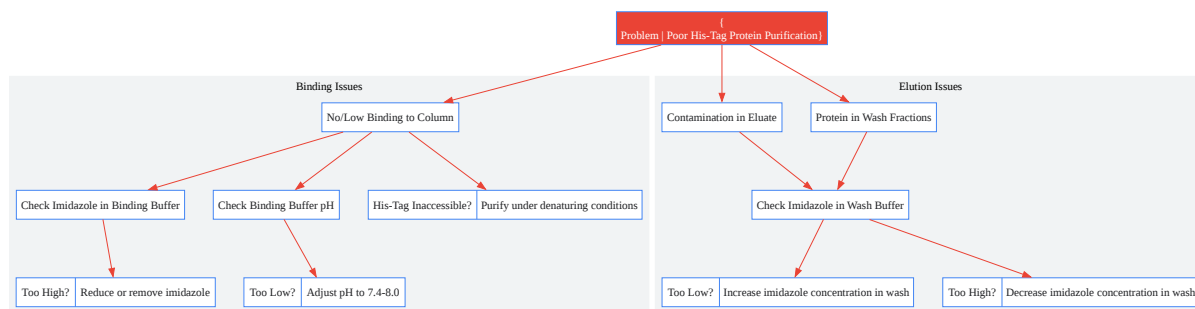 {
Problem | Poor His-Tag Protein Purification}
Binding Issues
Elution Issues
No/Low Binding to Column
Contamination in Eluate
Protein in Wash Fractions
Check Imidazole in Binding Buffer
Check Binding Buffer pH
His-Tag Inaccessible?
Purify under denaturing conditions
Check Imidazole in Wash Buffer
Too High?
Reduce or remove imidazole
Too Low?
Adjust pH to 7.4-8.0
Too Low?
Increase imidazole concentration in wash
Too High?
Decrease imidazole concentration in wash